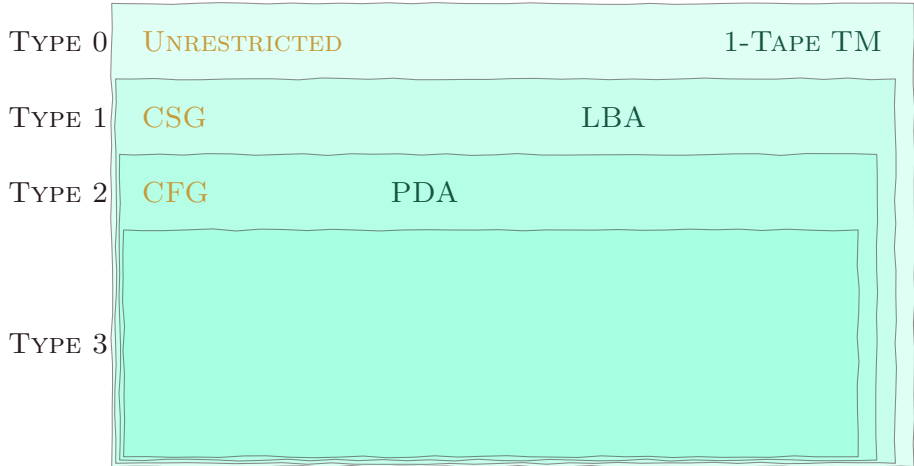 Type 0 Unrestricted 1-Tape TM
Type 1 CSG LBA
Type 2 CFG PDA
Type 3